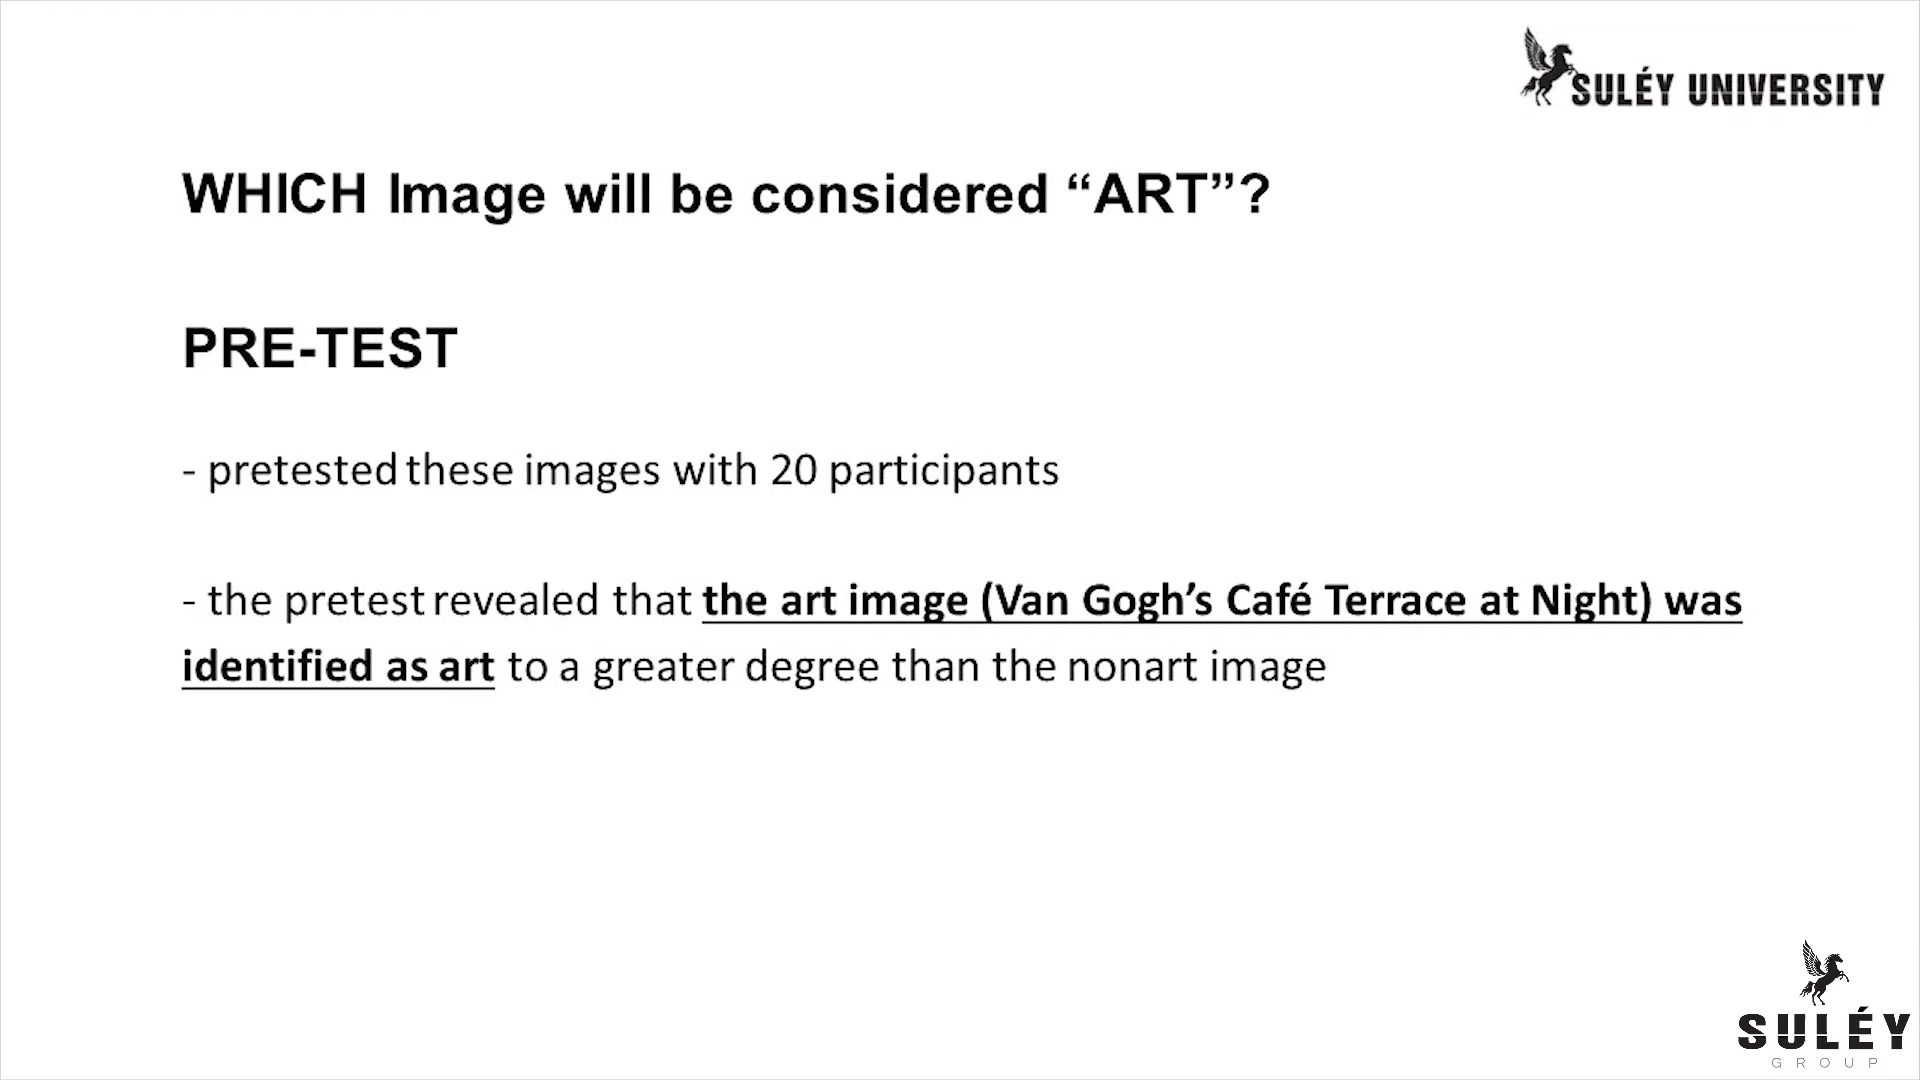 SULÉY UNIVERSITY
WHICH Image will be considered “ART”?
PRE-TEST
- pretested these images with 20 participants
- the pretest revealed that the art image (Van Gogh’s Café Terrace at Night) was
identified as art to a greater degree than the nonart image
SULÉY
GROUP